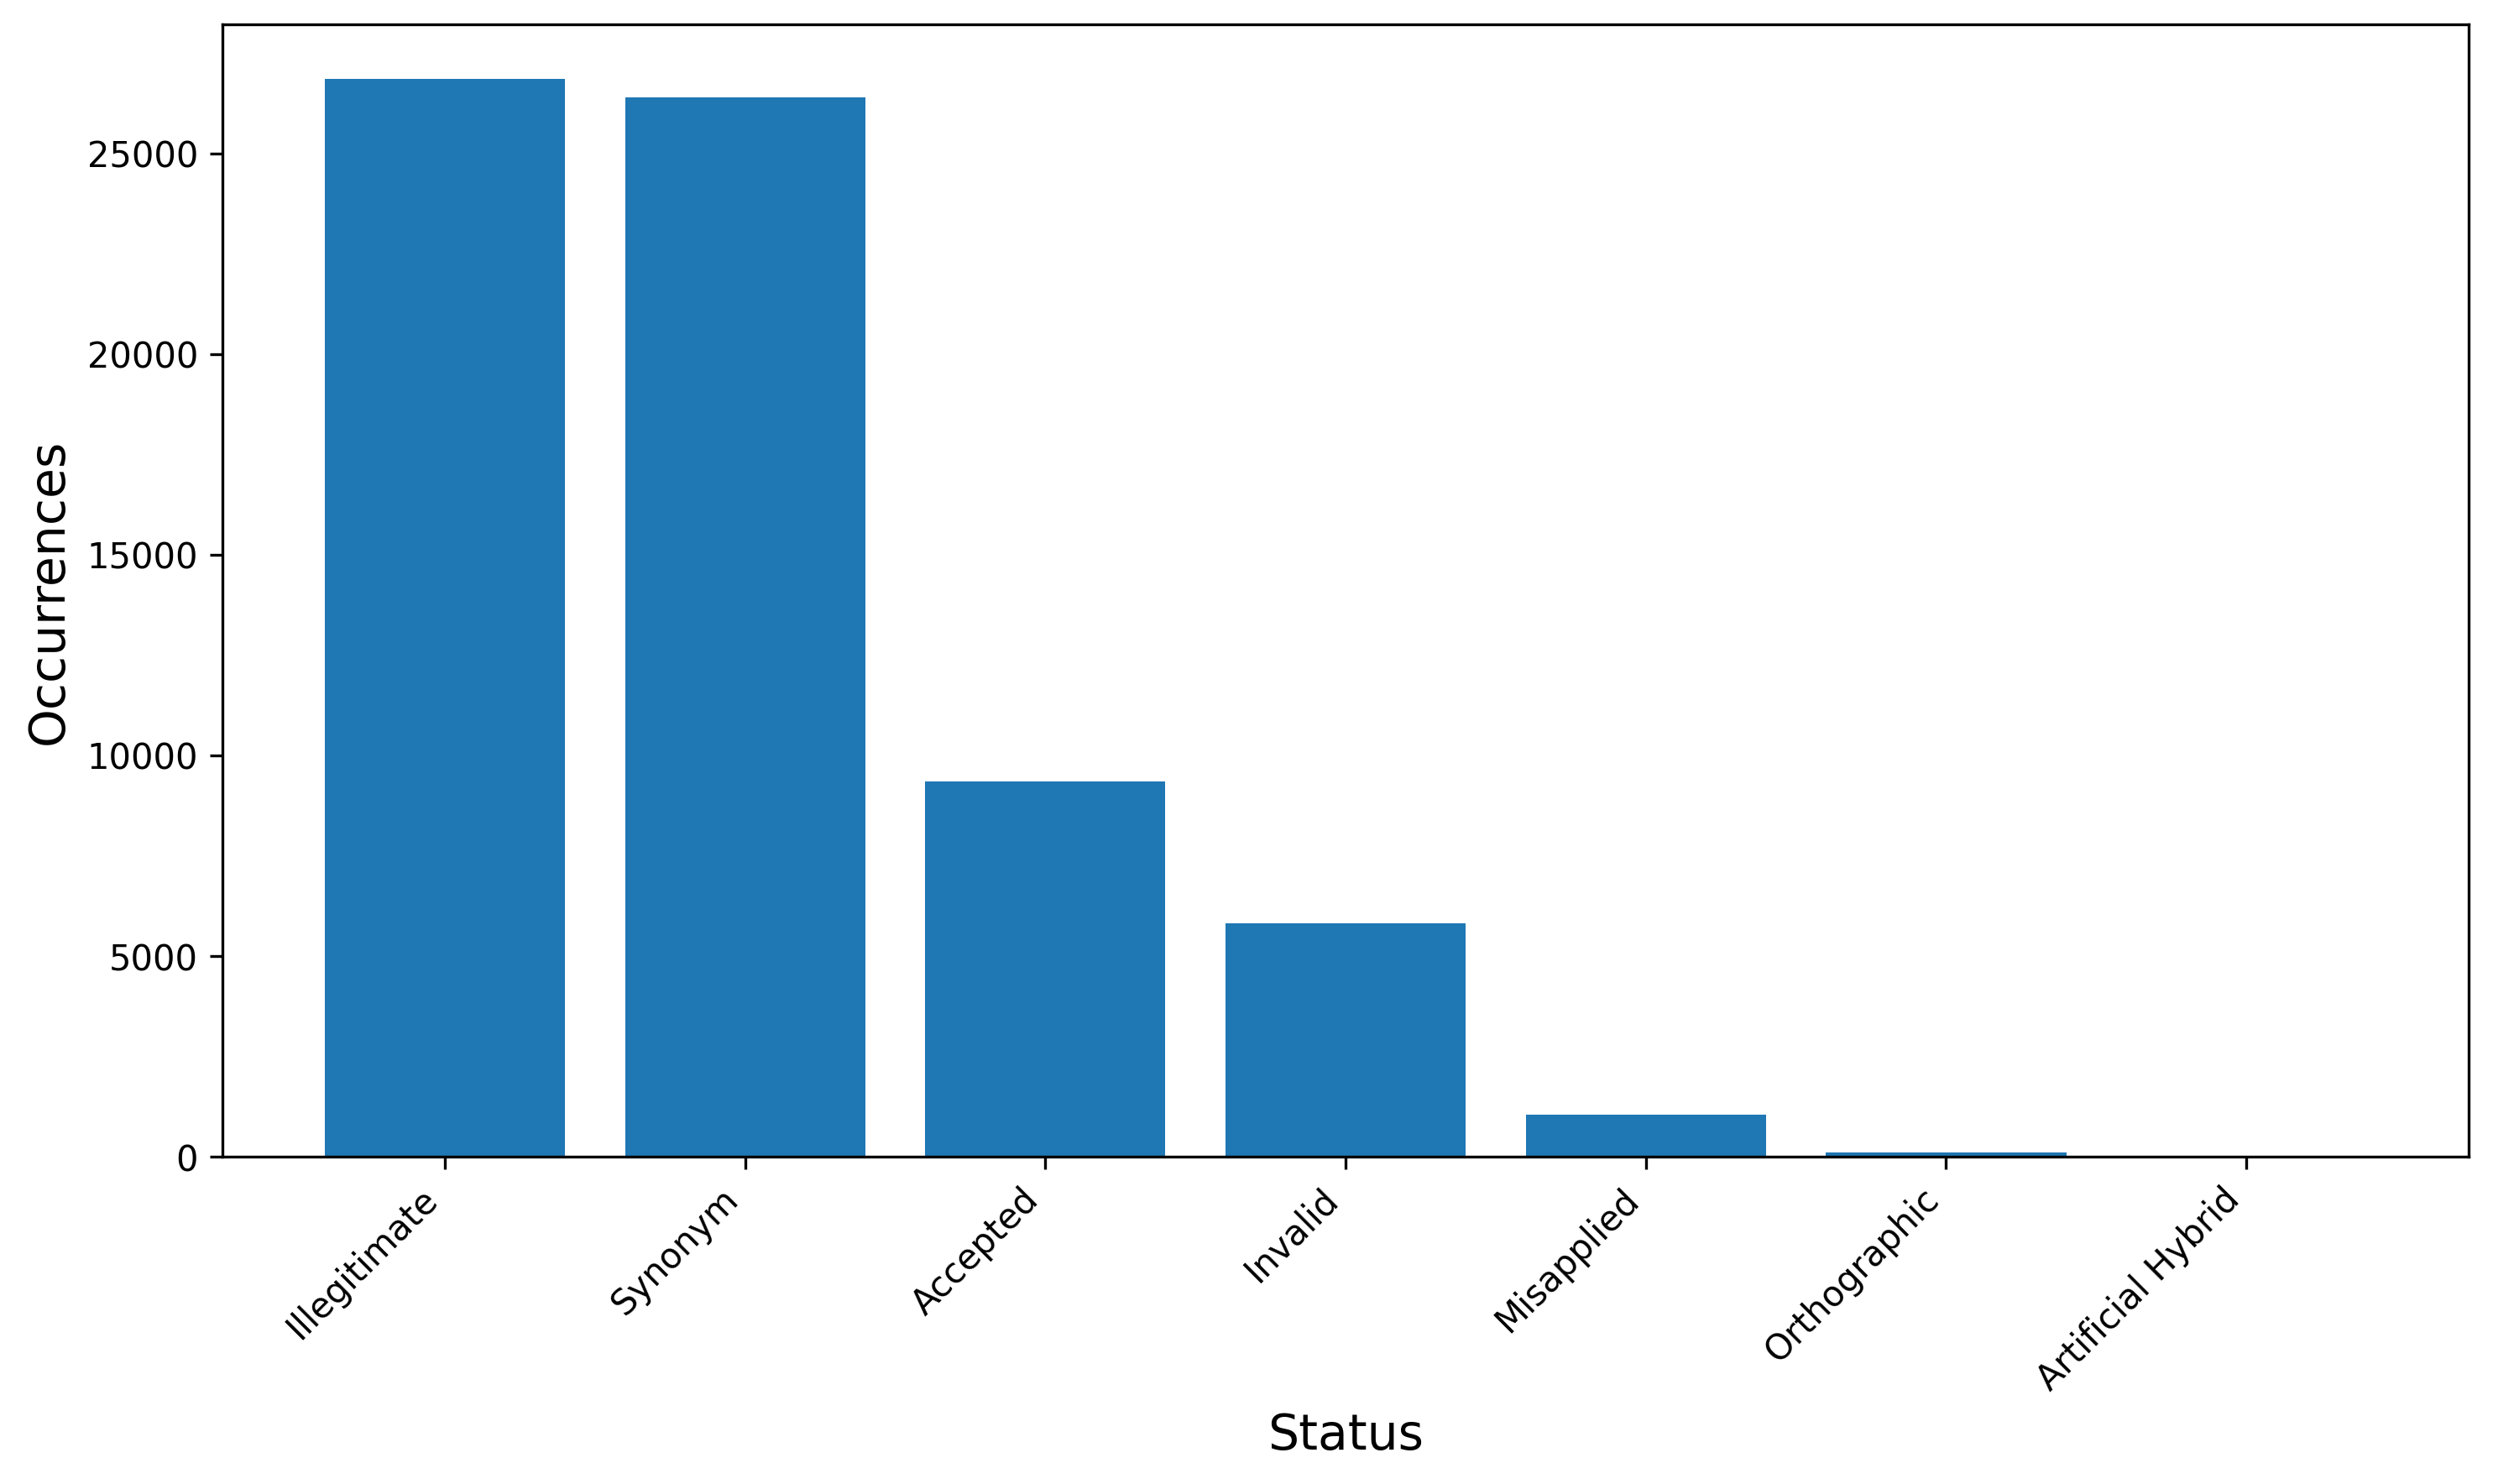 Occurrences
25000
20000
15000
10000
5000
0
Illegitimate
Synonym
Accepted
Invalid
Misapplied
Orthographic
Artificial Hybrid
Status